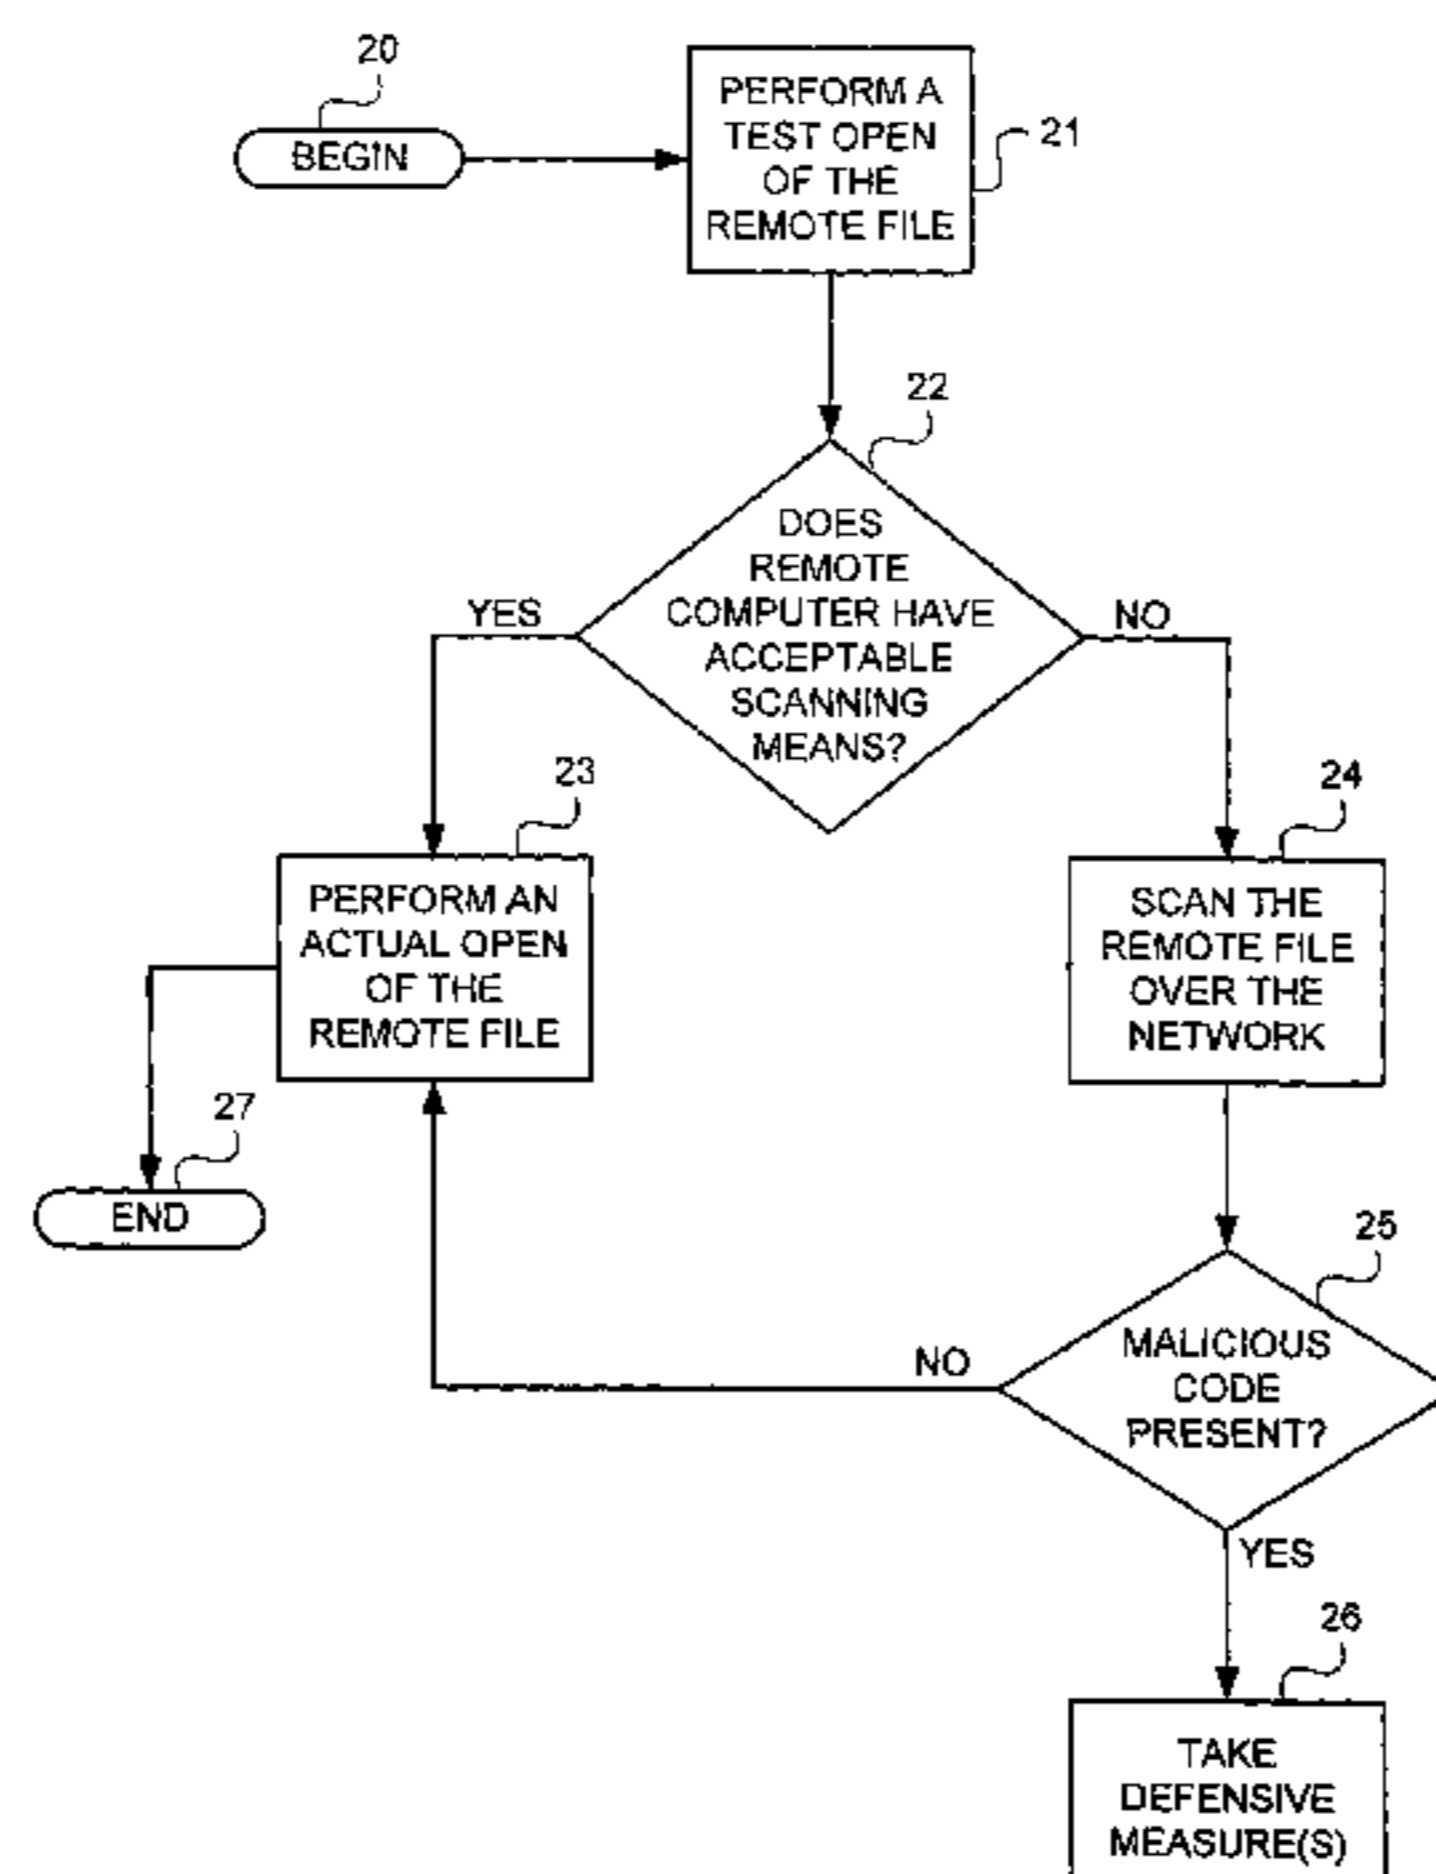 20
BEGIN
PERFORM A
TEST OPEN
OF THE
REMOTE FILE
21
22
DOES
REMOTE
COMPUTER HAVE
ACCEPTABLE
SCANNING
MEANS?
YES
NO
23
PERFORM AN
ACTUAL OPEN
OF THE
REMOTE FILE
24
SCAN THE
REMOTE FILE
OVER THE
NETWORK
27
END
25
MALICIOUS
CODE
PRESENT?
NO
YES
26
TAKE
DEFENSIVE
MEASURE(S)